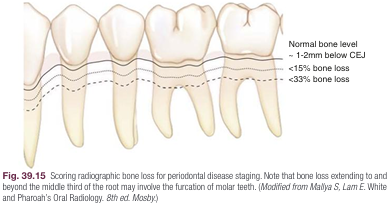 Normal bone level
~ 1-2mm below CEJ
<15% bone loss
<33% bone loss
Fig. 39.15 Scoring radiographic bone loss for periodontal disease staging. Note that bone loss extending to and
beyond the middle third of the root may involve the furcation of molar teeth. (Modified from Mallya S, Lam E. White
and Pharoah's Oral Radiology. 8th ed. Mosby.)